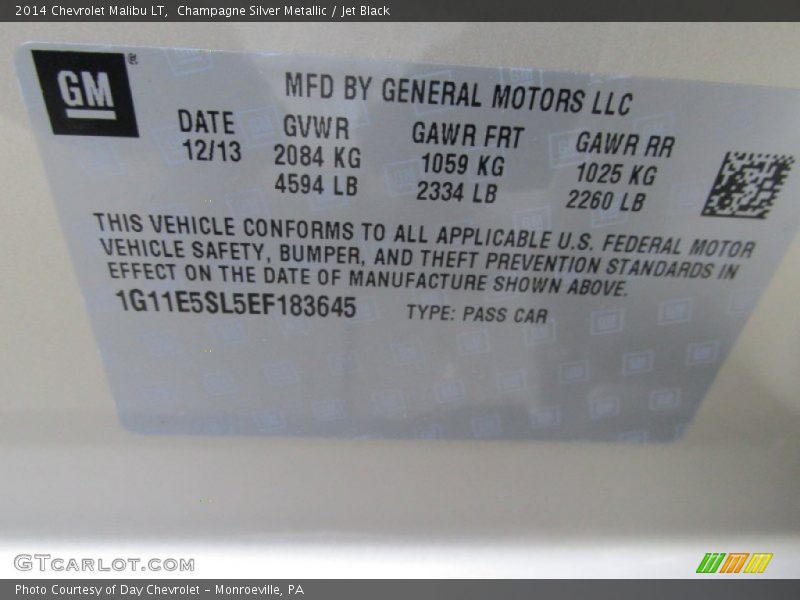 2014 Chevrolet Malibu LT,  Champagne Silver Metallic / Jet Black
GM®
MFD BY GENERAL MOTORS LLC
DATE GVWR GAWR FRT GAWR RR
12/13 2084 KG 1059 KG 1025 KG
4594 LB 2334 LB 2260 LB
THIS VEHICLE CONFORMS TO ALL APPLICABLE U.S. FEDERAL MOTOR
VEHICLE SAFETY, BUMPER, AND THEFT PREVENTION STANDARDS IN
EFFECT ON THE DATE OF MANUFACTURE SHOWN ABOVE.
1G11E5SL5EF183645 TYPE: PASS CAR
GTCARLOT.COM
Photo Courtesy of Day Chevrolet - Monroeville, PA